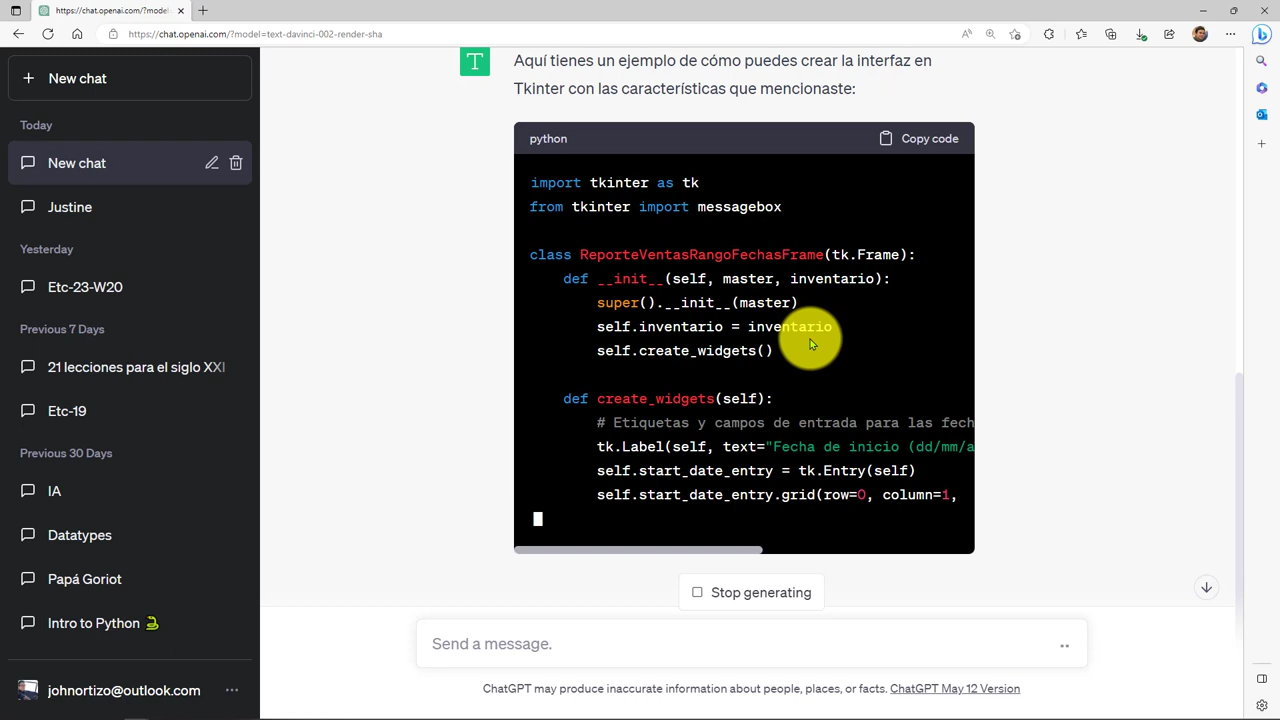 https://chat.openai.com/?model
https://chat.openai.com/?model=text-davinci-002-render-sha
New chat
Today
New chat
Justine
Yesterday
Etc-23-W20
Previous 7 Days
21 lecciones para el siglo XXI
Etc-19
Previous 30 Days
IA
Datatypes
Papá Goriot
Intro to Python
johnortizo@outlook.com
T
Aquí tienes un ejemplo de cómo puedes crear la interfaz en
Tkinter con las características que mencionaste:
python
Copy code
import tkinter as tk
from tkinter import messagebox
class ReporteVentasRangoFechasFrame(tk.Frame):
def __init__(self, master, inventario):
super().__init__(master)
self.inventario = inventario
self.create_widgets()
def create_widgets(self):
# Etiquetas y campos de entrada para las fech
tk.Label(self, text="Fecha de inicio (dd/mm/a
self.start_date_entry = tk.Entry(self)
self.start_date_entry.grid(row=0, column=1,
Stop generating
Send a message.
ChatGPT may produce inaccurate information about people, places, or facts. ChatGPT May 12 Version